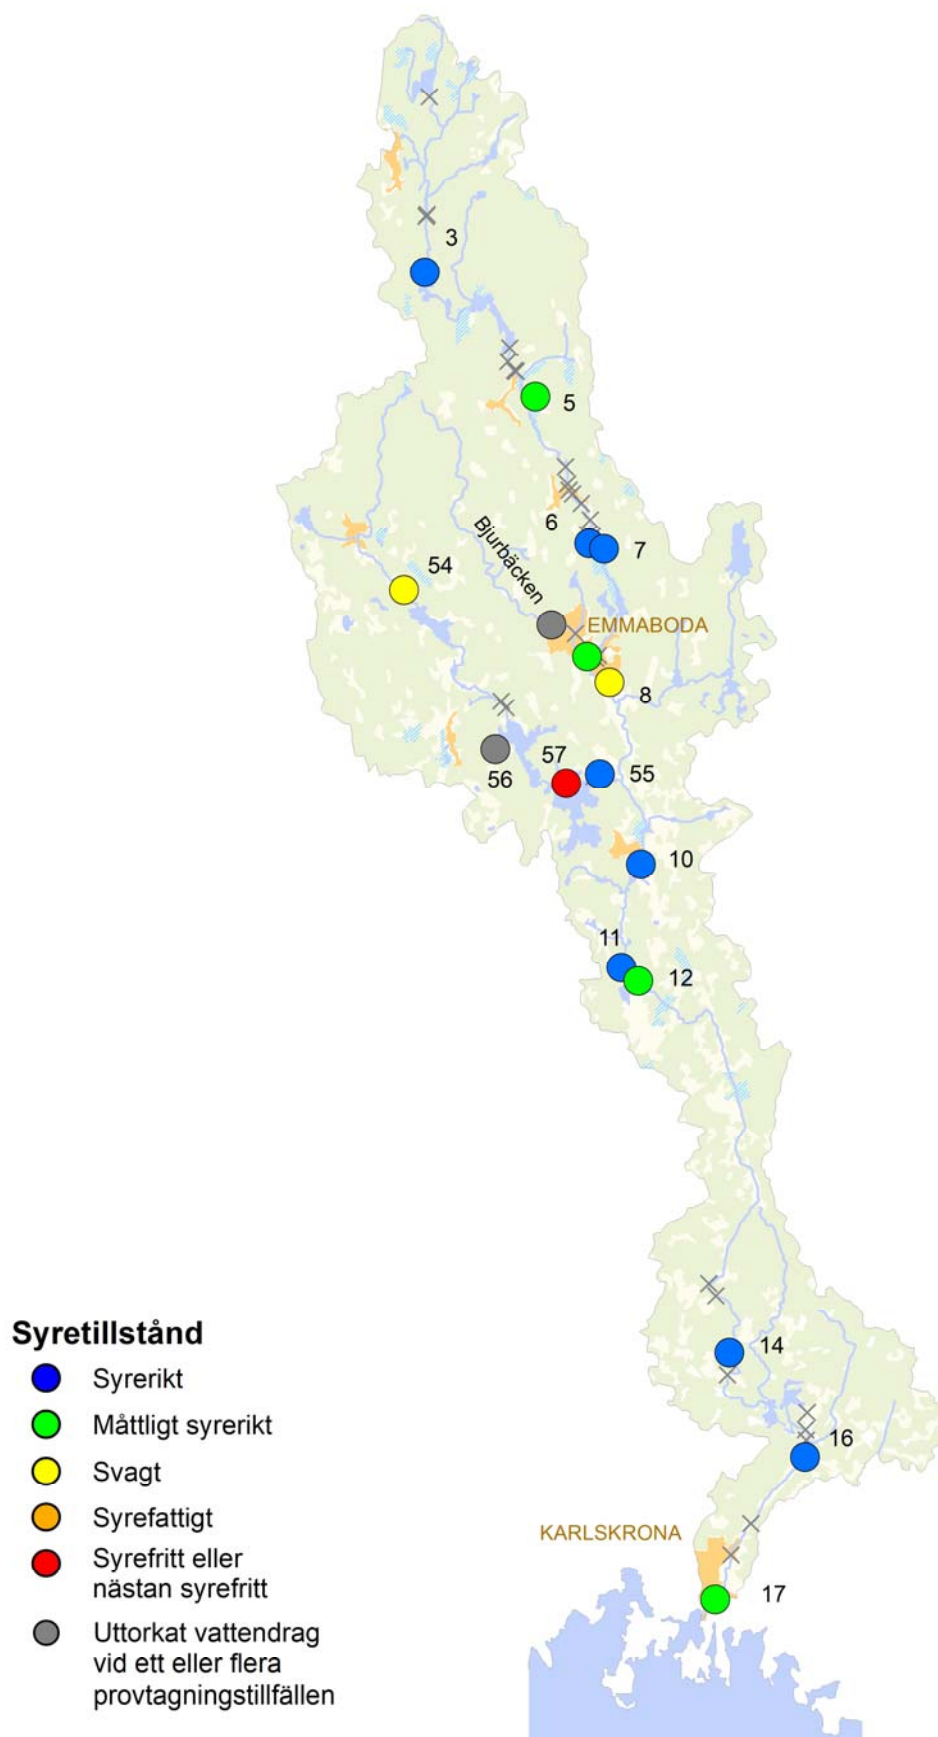 3
5
6
7
Bjurbäcken
54
EMMABODA
8
57
56
55
10
11
12
14
16
17
KARLSKRONA
Syretillstånd
Syrerikt
Måttligt syrerikt
Svagt
Syrefattigt
Syrefritt eller
nästan syrefritt
Uttorkat vattendrag
vid ett eller flera
provtagningstillfällen